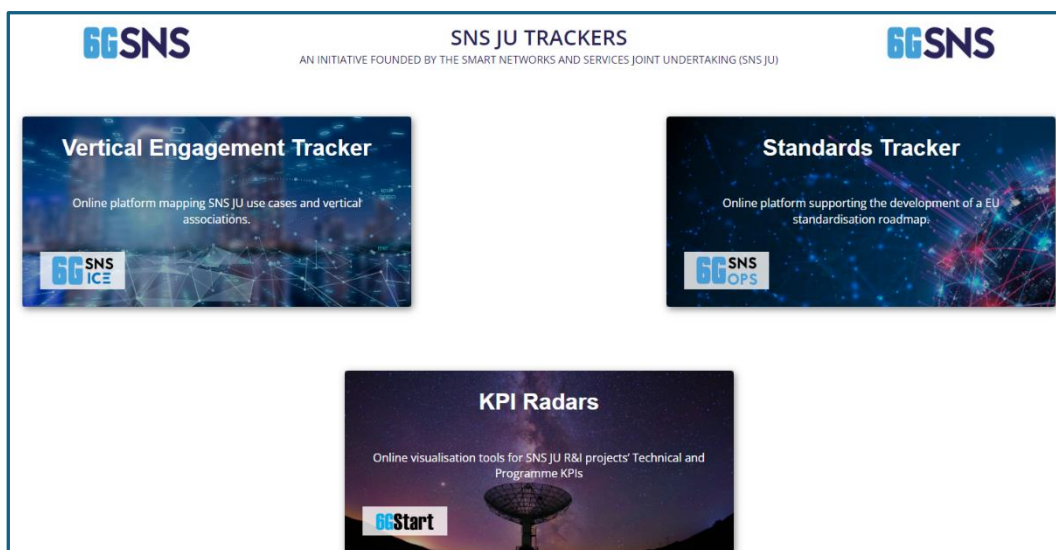 6GSNS
SNS JU TRACKERS
6GSNS
AN INITIATIVE FOUNDED BY THE SMART NETWORKS AND SERVICES JOINT UNDERTAKING (SNS JU)
Vertical Engagement Tracker
Online platform mapping SNS JU use cases and vertical
associations.
6G SNS
ICE
Standards Tracker
Online platform supporting the development of a EU
standardisation roadmap.
6G SNS
OPS
KPI Radars
Online visualisation tools for SNS JU R&I projects' Technical and
Programme KPIs
6GStart